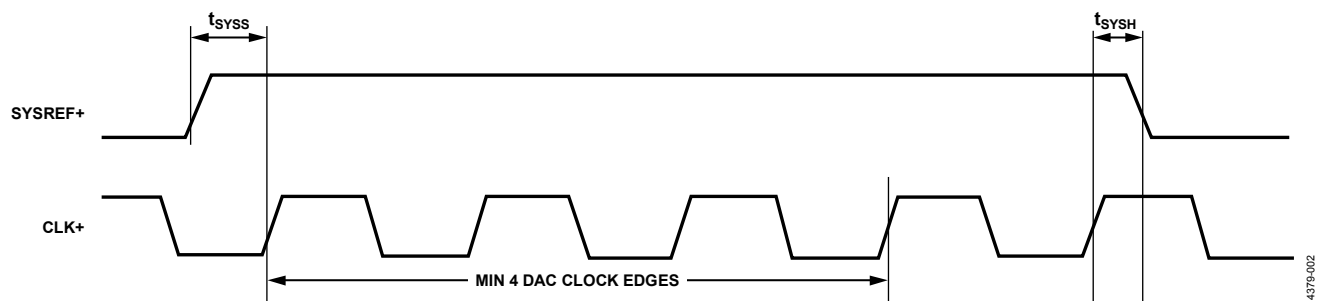 tSYSS
tSYSH
SYSREF+
CLK+
MIN 4 DAC CLOCK EDGES
4379-002